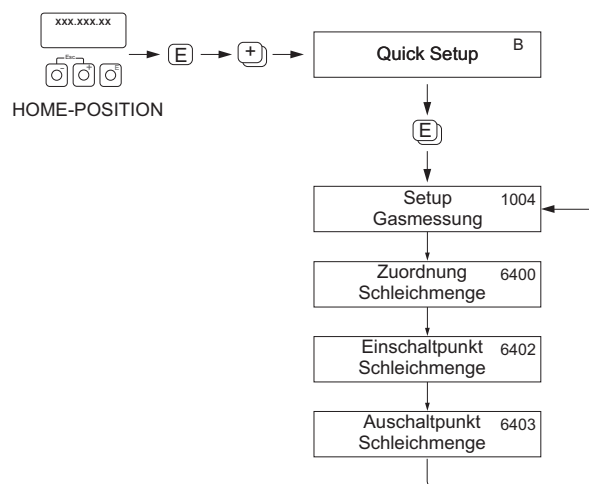 xxx.xxx.xx
Esc
- + E
HOME-POSITION
E
+
Quick Setup B
E
Setup 1004
Gasmessung
Zuordnung 6400
Schleichmenge
Einschaltpunkt 6402
Schleichmenge
Auschaltpunkt 6403
Schleichmenge